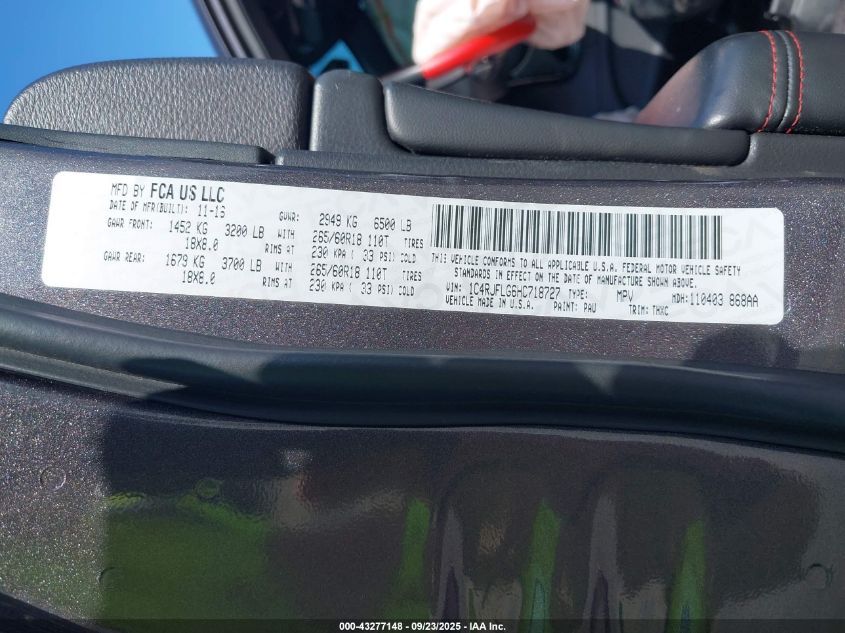 MFD BY FCA US LLC
DATE OF MFR(BUILT): 11-16 GVWR: 2949 KG 6500 LB
GAWR FRONT: 1452 KG 3200 LB WITH 265/60R18 110T TIRES
18X8.0 RIMS AT 230 KPA ( 33 PSI) COLD
GAWR REAR: 1679 KG 3700 LB WITH 265/60R18 110T TIRES
18X8.0 RIMS AT 230 KPA ( 33 PSI) COLD
THIS VEHICLE CONFORMS TO ALL APPLICABLE U.S.A. FEDERAL MOTOR VEHICLE SAFETY
STANDARDS IN EFFECT ON THE DATE OF MANUFACTURE SHOWN ABOVE.
VIN: 1C4RJFLG6HC718727 TYPE: MPV MDH:110403 868AA
VEHICLE MADE IN U.S.A. PAINT: PAU TRIM: THXC
000-43277148 - 09/23/2025 - IAA Inc.